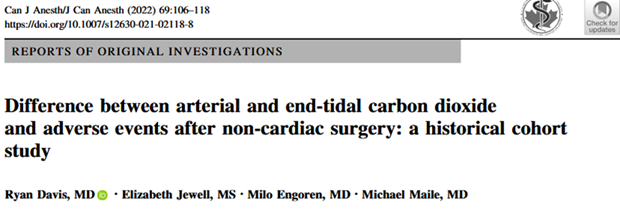 Can J Anesth/J Can Anesth (2022) 69:106–118
https://doi.org/10.1007/s12630-021-02118-8
Check for
updates
REPORTS OF ORIGINAL INVESTIGATIONS
Difference between arterial and end-tidal carbon dioxide
and adverse events after non-cardiac surgery: a historical cohort
study
Ryan Davis, MD iD · Elizabeth Jewell, MS · Milo Engoren, MD · Michael Maile, MD